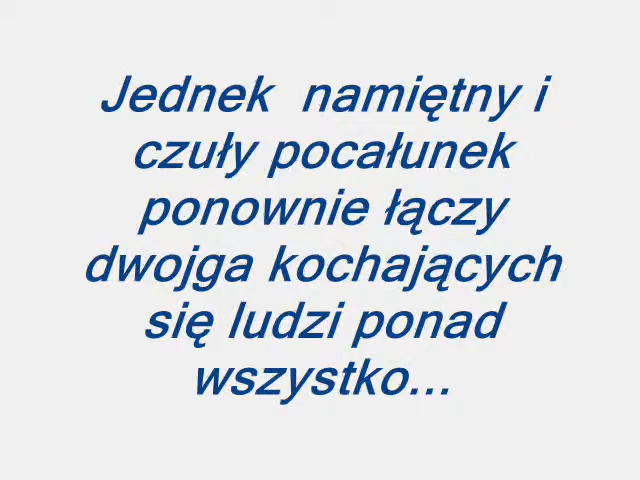 Jednek namiętny i
czuły pocałunek
ponownie łączy
dwojga kochających
się ludzi ponad
wszystko...